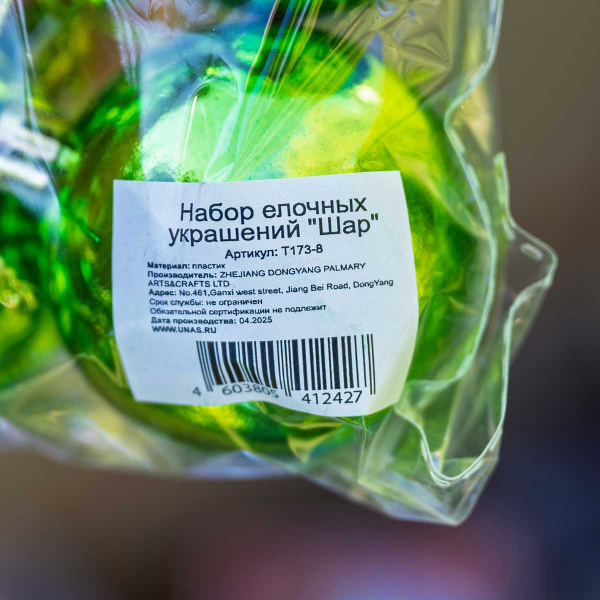 Набор елочных
украшений "Шар"
Артикул: T173-8
Материал: пластик
Производитель: ZHEJIANG DONGYANG PALMARY
ARTS&CRAFTS LTD
Адрес: No.461,Ganxi west street, Jiang Bei Road, DongYang
Срок службы: не ограничен
Обязательной сертификации не подлежит
Дата производства: 04.2025
WWW.UNAS.RU
4 603805 412427